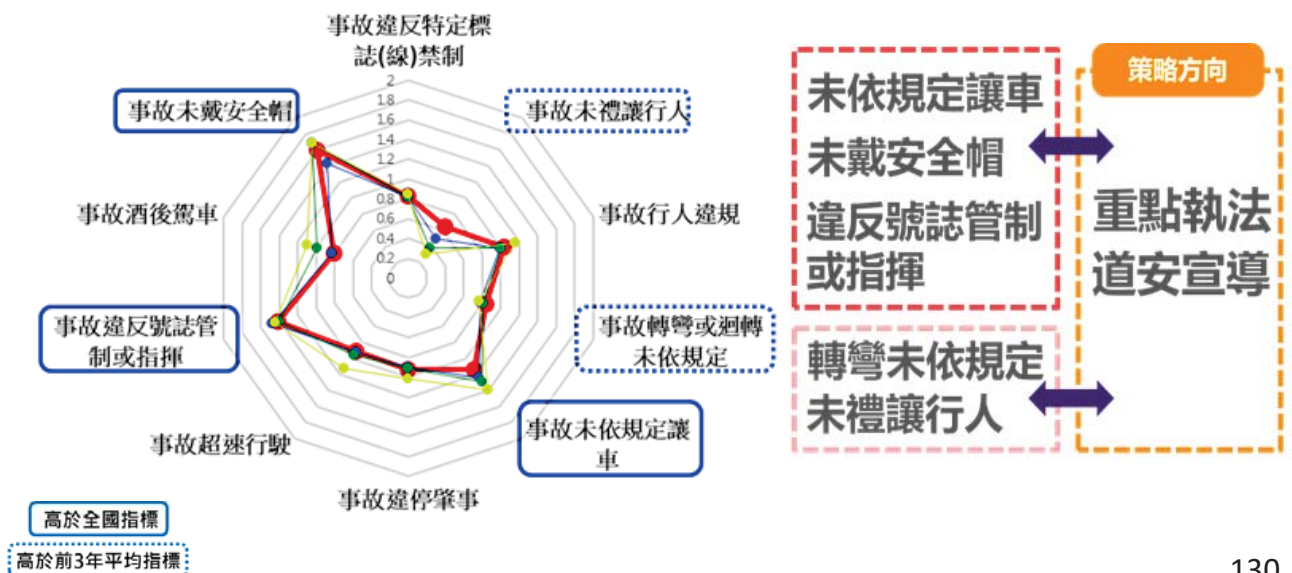 事故違反特定標
誌(線)禁制
事故未禮讓行人
事故行人違規
事故轉彎或迴轉
未依規定
事故未依規定讓
車
事故違停肇事
事故超速行駛
事故違反號誌管
制或指揮
事故酒後駕車
事故未戴安全帽
2
1.8
1.6
1.4
1.2
1
0.8
0.6
0.4
0.2
0
高於全國指標
高於前3年平均指標
未依規定讓車
未戴安全帽
違反號誌管制
或指揮
轉彎未依規定
未禮讓行人
策略方向
重點執法
道安宣導
130